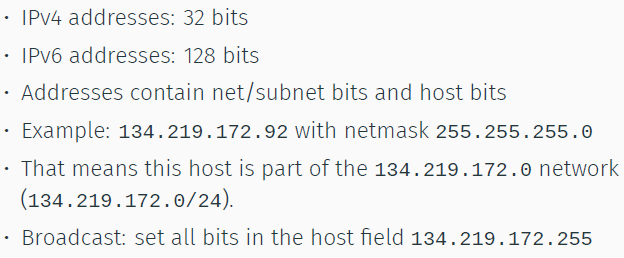 • IPv4 addresses: 32 bits
• IPv6 addresses: 128 bits
• Addresses contain net/subnet bits and host bits
• Example: 134.219.172.92 with netmask 255.255.255.0
• That means this host is part of the 134.219.172.0 network
(134.219.172.0/24).
• Broadcast: set all bits in the host field 134.219.172.255